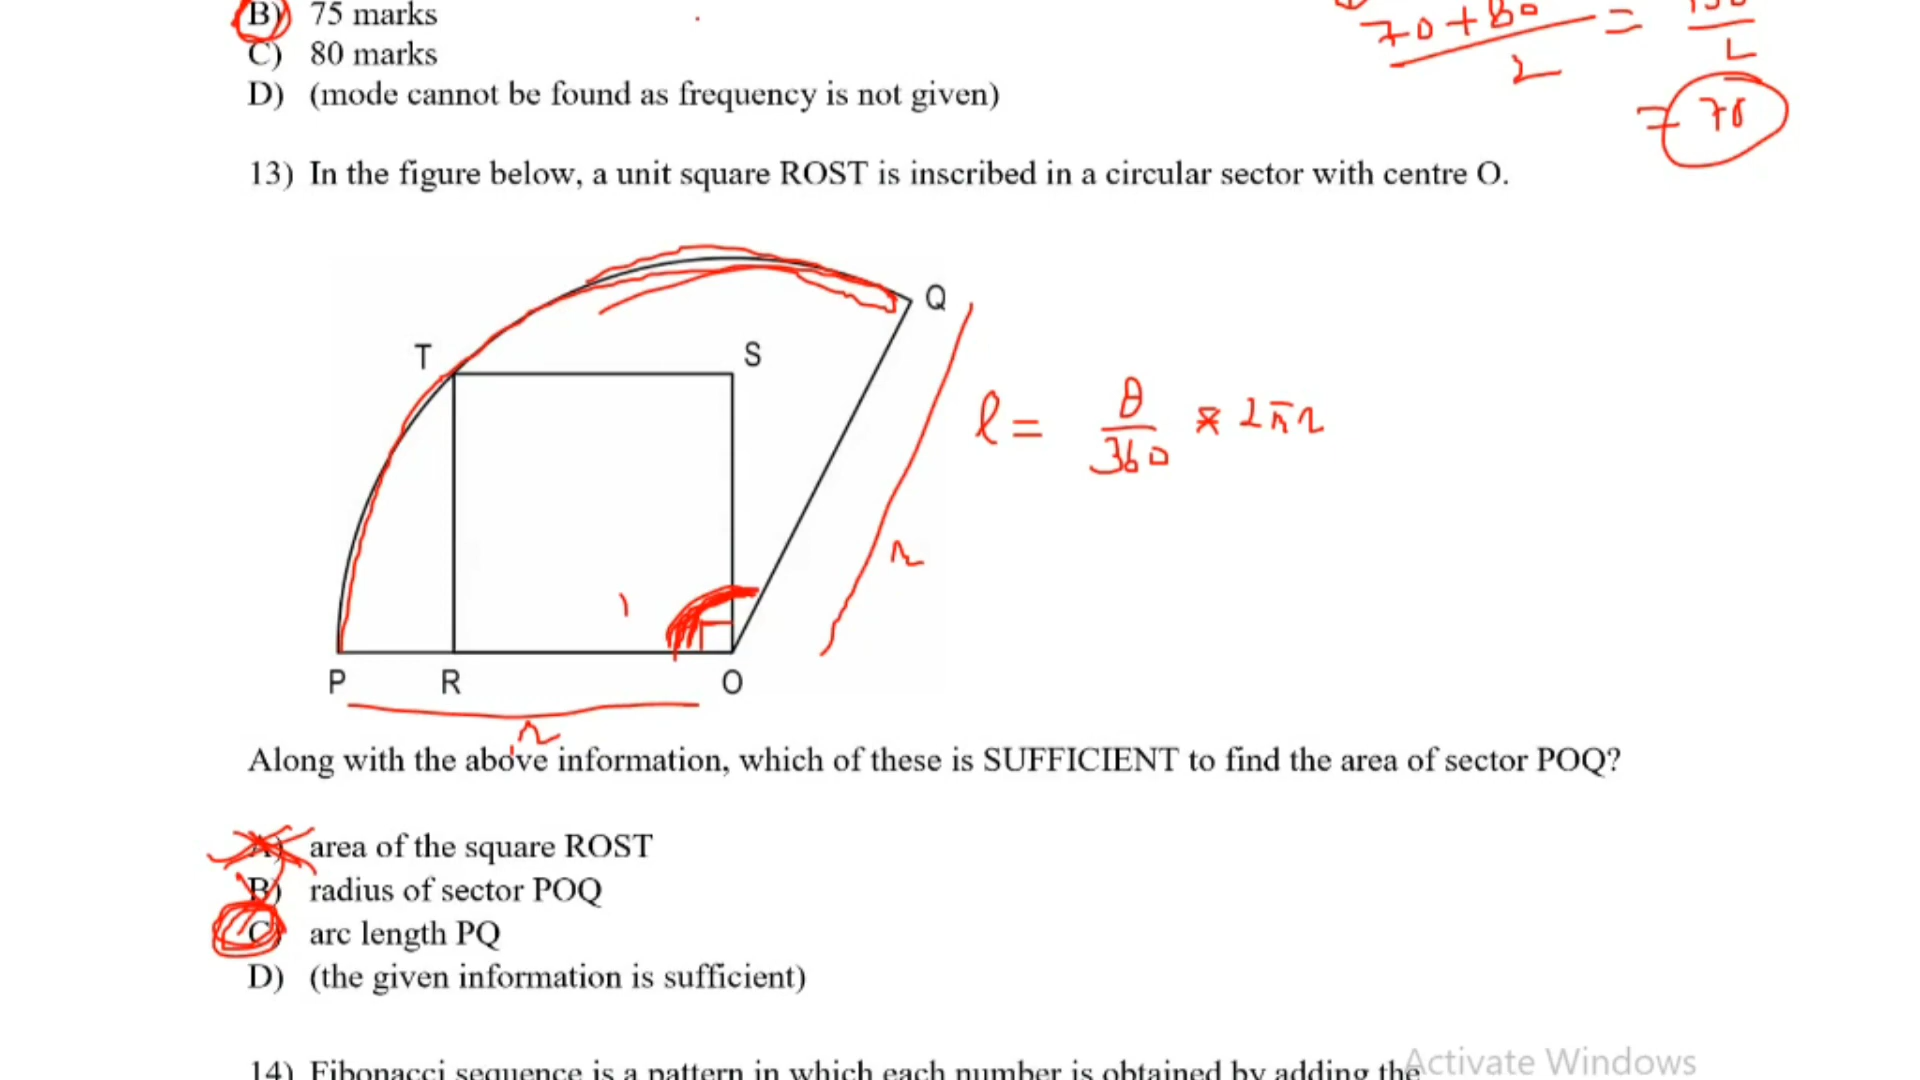 B) 75 marks
C) 80 marks
D) (mode cannot be found as frequency is not given)
70+80 =
2
= 78
13) In the figure below, a unit square ROST is inscribed in a circular sector with centre O.
Q
T S
l = θ/360 * 2πr
r
1
P R O
r
Along with the above information, which of these is SUFFICIENT to find the area of sector POQ?
A) area of the square ROST
B) radius of sector POQ
C) arc length PQ
D) (the given information is sufficient)
14) Fibonacci sequence is a pattern in which each number is obtained by adding the
Activate Windows